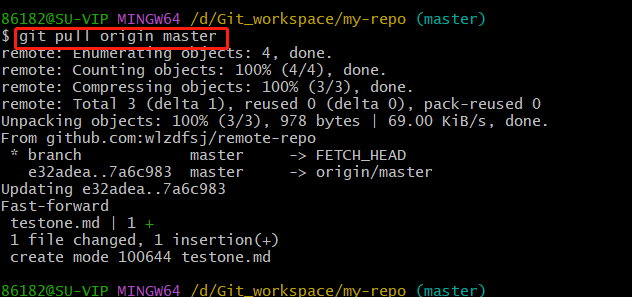 86182@SU-VIP MINGW64 /d/Git_workspace/my-repo (master)
$ git pull origin master
remote: Enumerating objects: 4, done.
remote: Counting objects: 100% (4/4), done.
remote: Compressing objects: 100% (3/3), done.
remote: Total 3 (delta 1), reused 0 (delta 0), pack-reused 0
Unpacking objects: 100% (3/3), 978 bytes | 69.00 KiB/s, done.
From github.com:wlzdfsj/remote-repo
 * branch            master     -> FETCH_HEAD
   e32adea..7a6c983  master     -> origin/master
Updating e32adea..7a6c983
Fast-forward
 testone.md | 1 +
 1 file changed, 1 insertion(+)
 create mode 100644 testone.md
86182@SU-VIP MINGW64 /d/Git_workspace/my-repo (master)